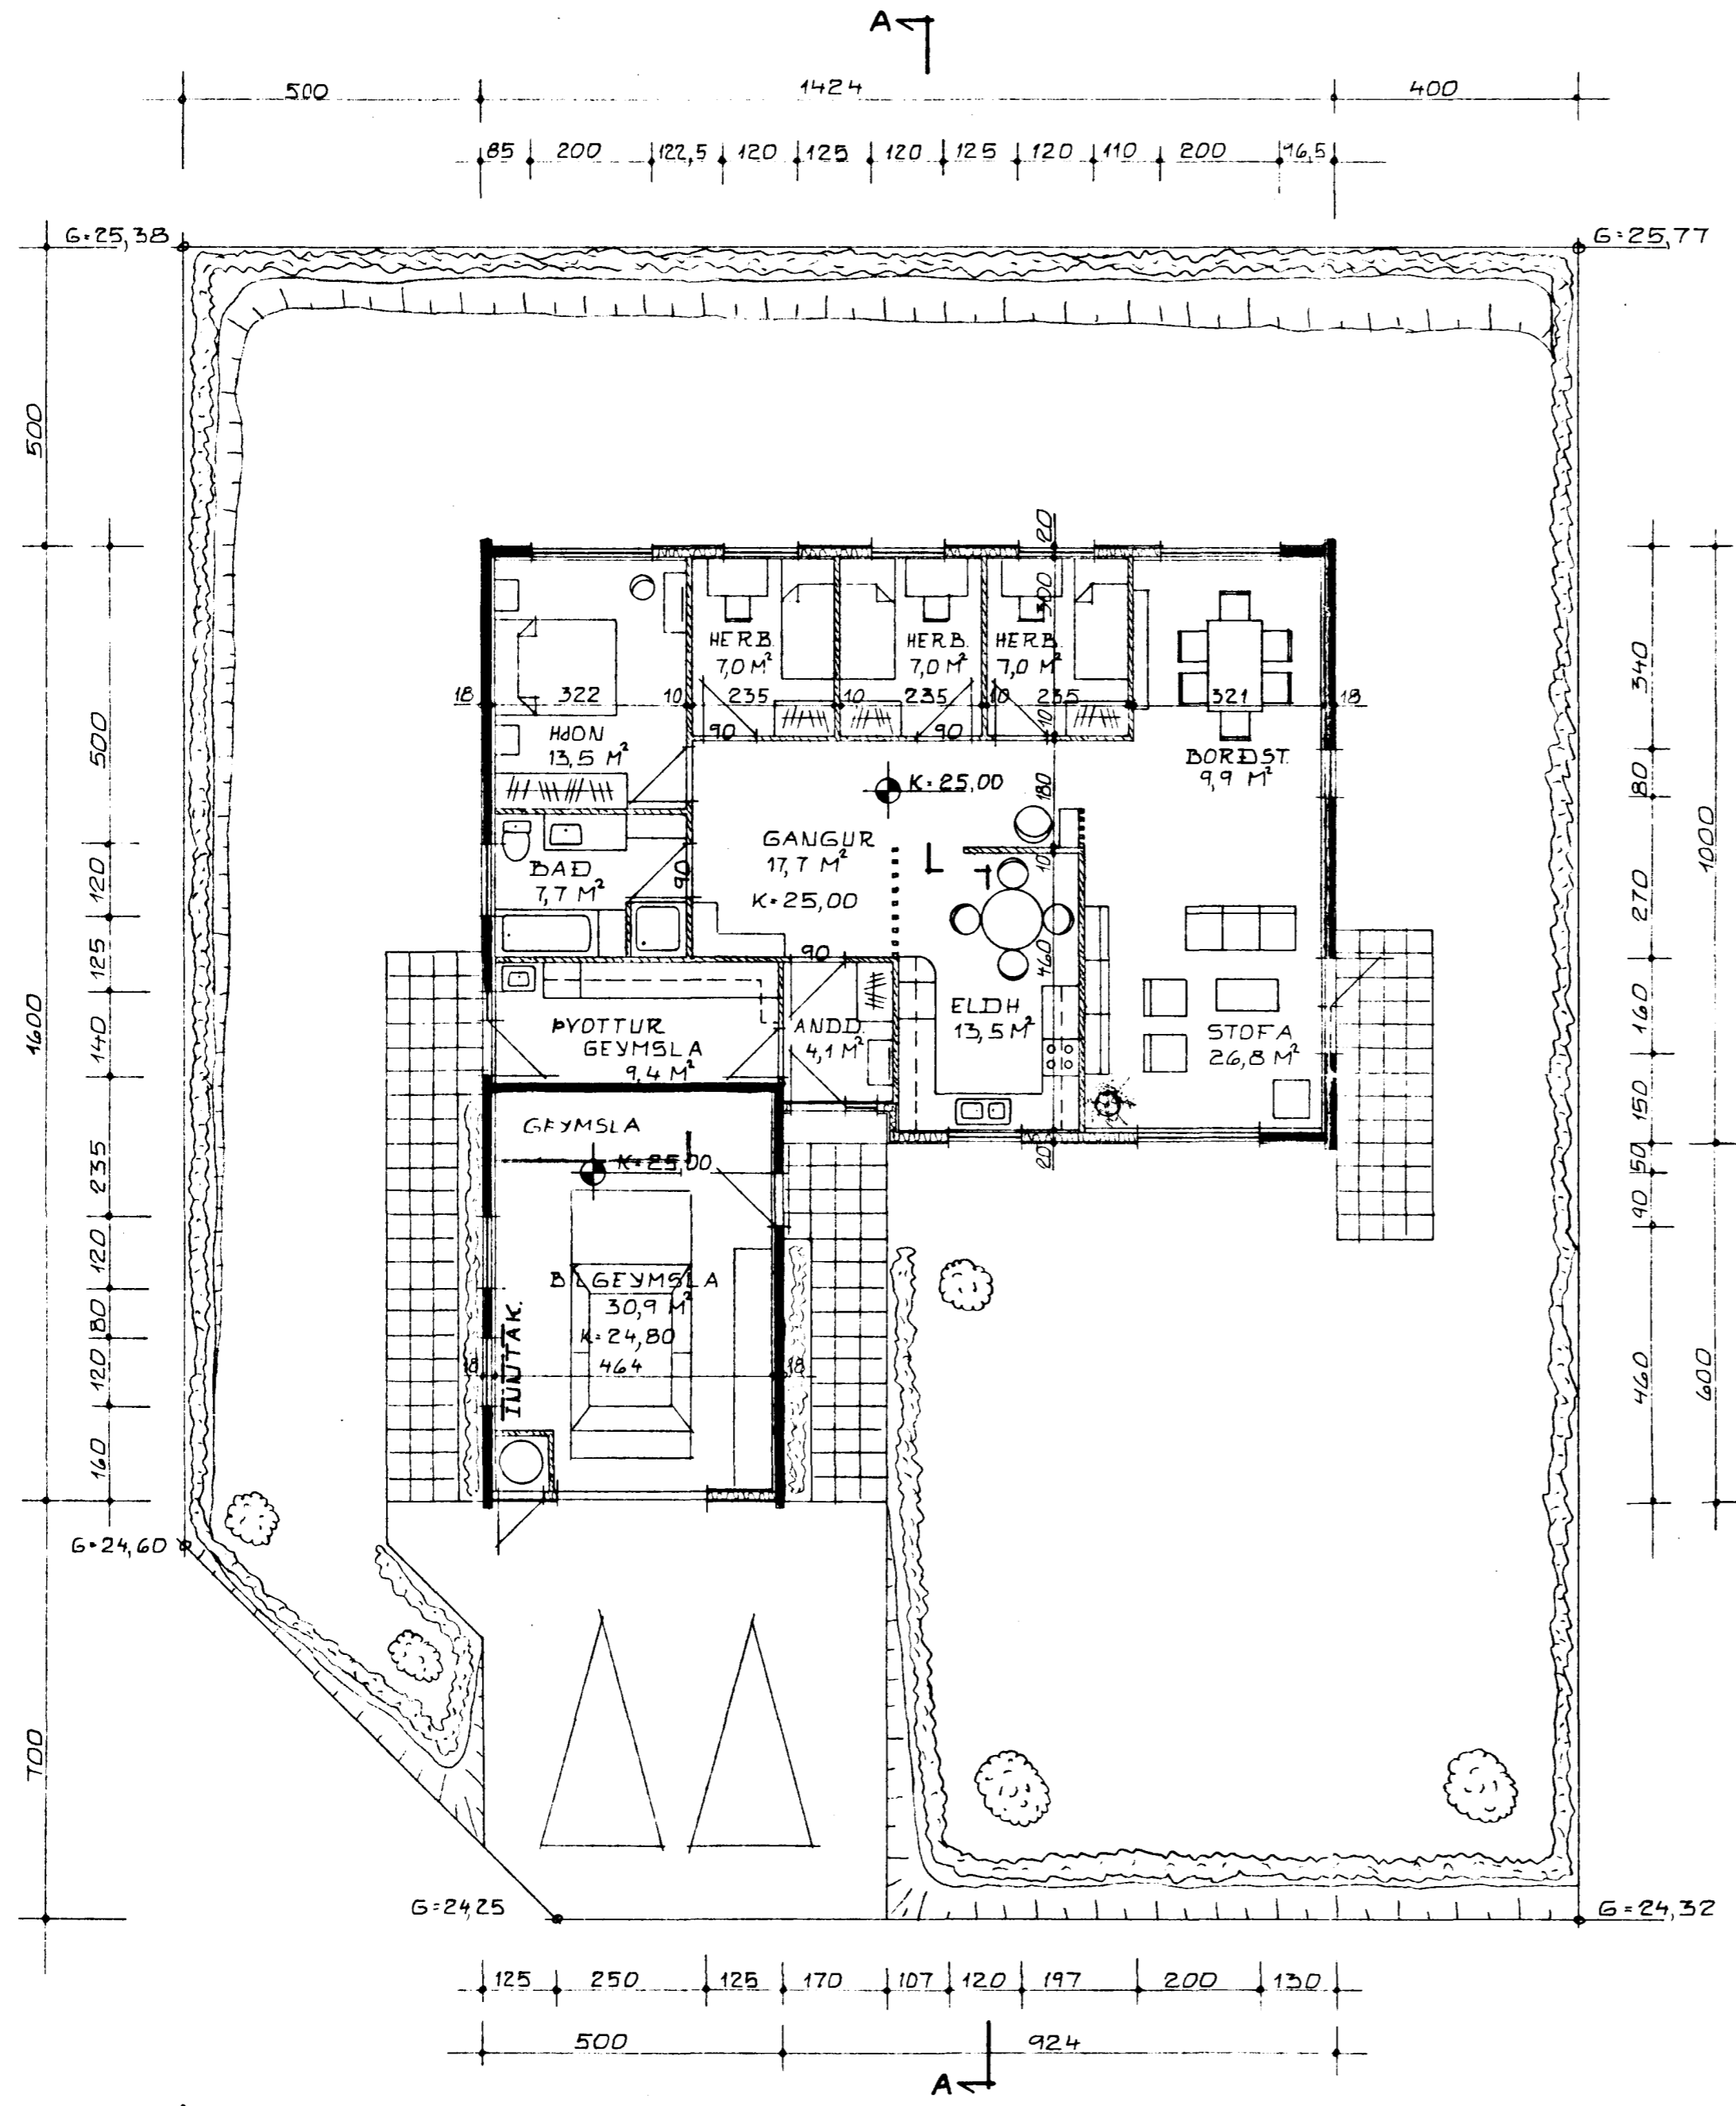 A
500 1424 400
85 200 122,5 120 125 120 125 120 110 200 96,5
G=25,38
G=25,77
500
1600
700
500
120
125
140
235
120
80
120
160
340
80
270
160
150
50
90
460
1000
600
20
300
HERB.
7,0 M²
HERB.
7,0 M²
HERB.
7,0 M²
18 322 10 235 10 235 10 235 321 18
10
90
90
HJON
13,5 M²
BORÐST.
9,9 M²
K=25,00
180
GANGUR
17,7 M²
K=25,00
10
BAÐ
7,7 M²
90
90
460
ELDH
13,5 M²
ÞVOTTUR
GEYMSLA
9,4 M²
ANDD.
4,1 M²
STOFA
26,8 M²
20
GEYMSLA
K=25,00
BÍLGEYMSLA
30,9 M²
K=24,80
18 464 18
INNTAK.
G=24,60
G=24,25
G=24,32
125 250 125 170 107 120 197 200 130
500 924
A